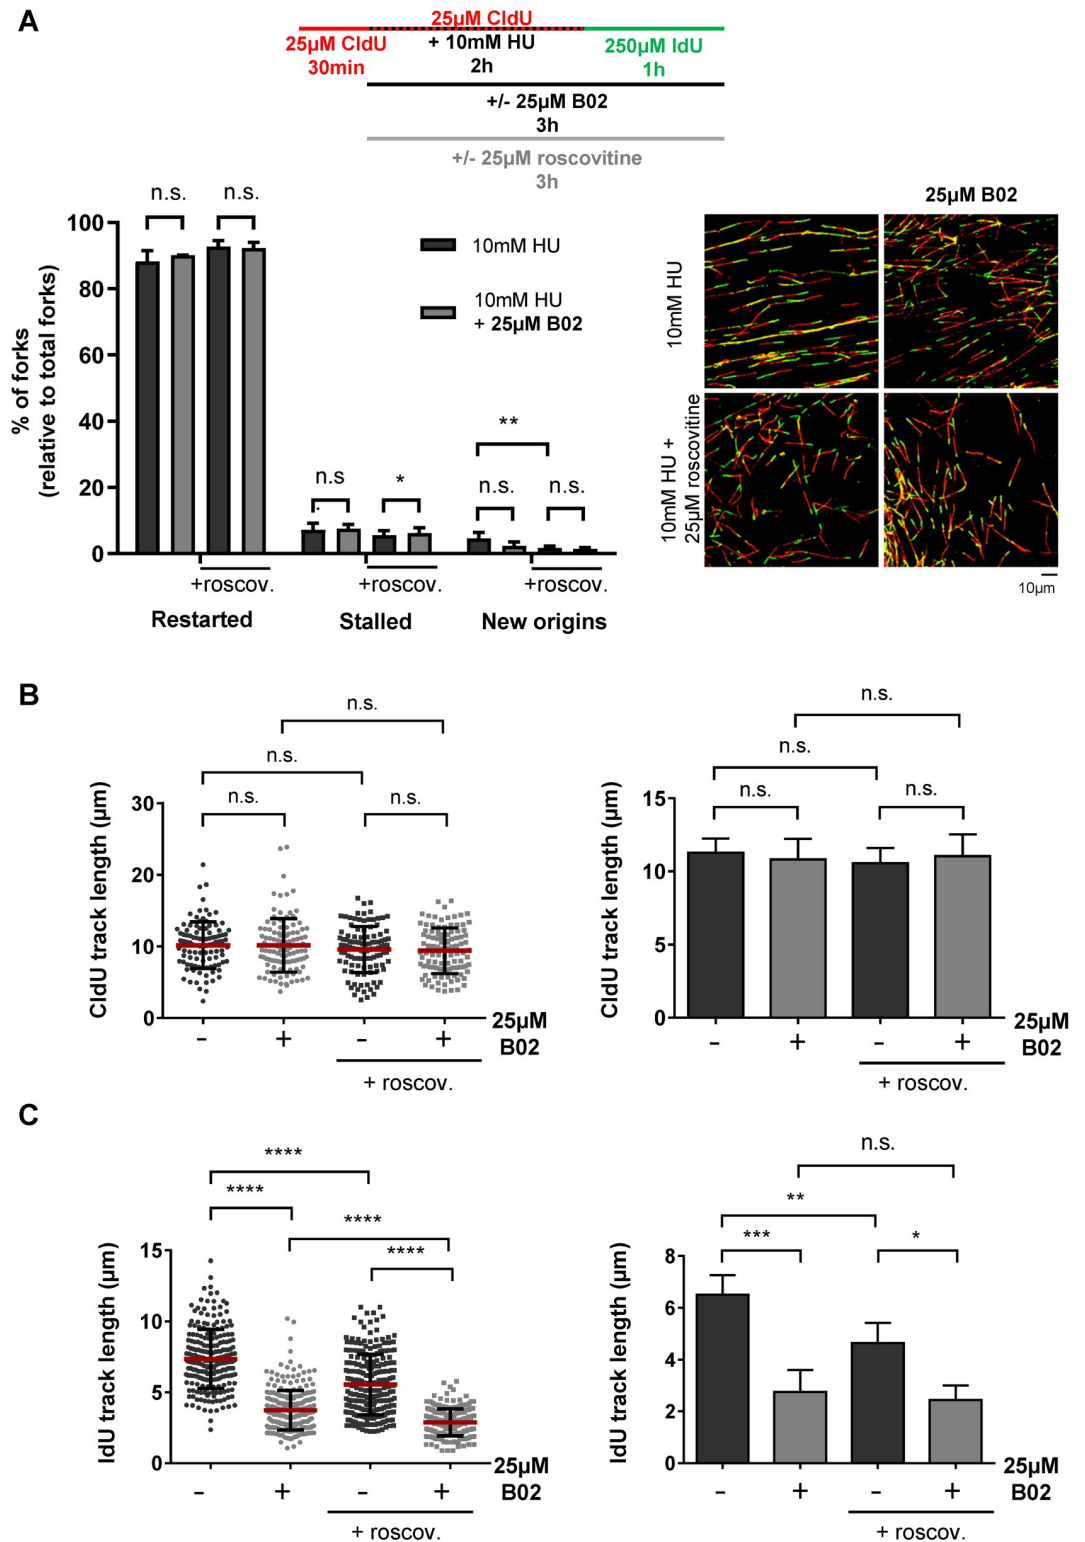 A
25µM CldU
25µM CldU
30min
+ 10mM HU
2h
250µM IdU
1h
+/- 25µM B02
3h
+/- 25µM roscovitine
3h
% of forks
(relative to total forks)
100
80
60
40
20
0
n.s.
n.s.
n.s
*
**
n.s.
n.s.
10mM HU
10mM HU
+ 25µM B02
+roscov.
+roscov.
+roscov.
Restarted
Stalled
New origins
25µM B02
10mM HU
10mM HU +
25µM roscovitine
10µm
B
CldU track length (µm)
30
20
10
0
n.s.
n.s.
n.s.
n.s.
-
+
-
+
25µM
B02
+ roscov.
CldU track length (µm)
15
10
5
0
n.s.
n.s.
n.s.
n.s.
-
+
-
+
25µM
B02
+ roscov.
C
IdU track length (µm)
15
10
5
0
****
****
****
****
-
+
-
+
25µM
B02
+ roscov.
IdU track length (µm)
8
6
4
2
0
n.s.
**
***
*
-
+
-
+
25µM
B02
+ roscov.